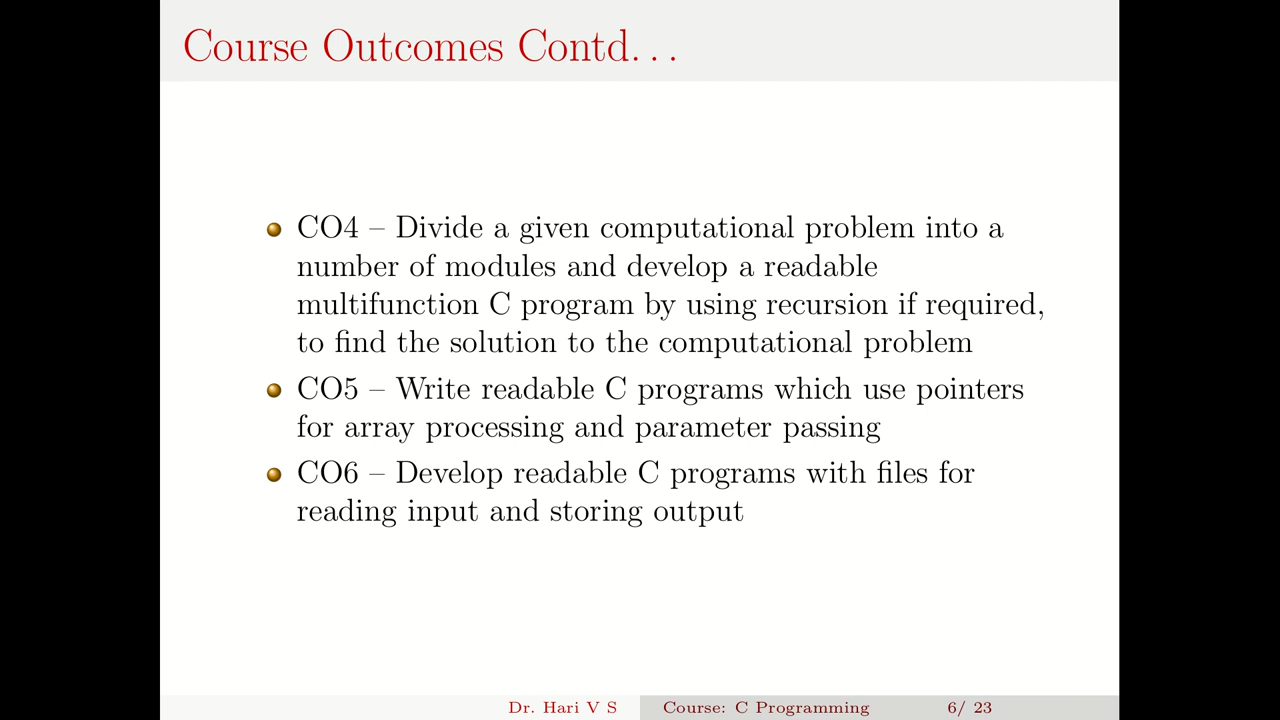 Course Outcomes Contd. . .
CO4 – Divide a given computational problem into a
number of modules and develop a readable
multifunction C program by using recursion if required,
to find the solution to the computational problem
CO5 – Write readable C programs which use pointers
for array processing and parameter passing
CO6 – Develop readable C programs with files for
reading input and storing output
Dr. Hari V S Course: C Programming 6/ 23